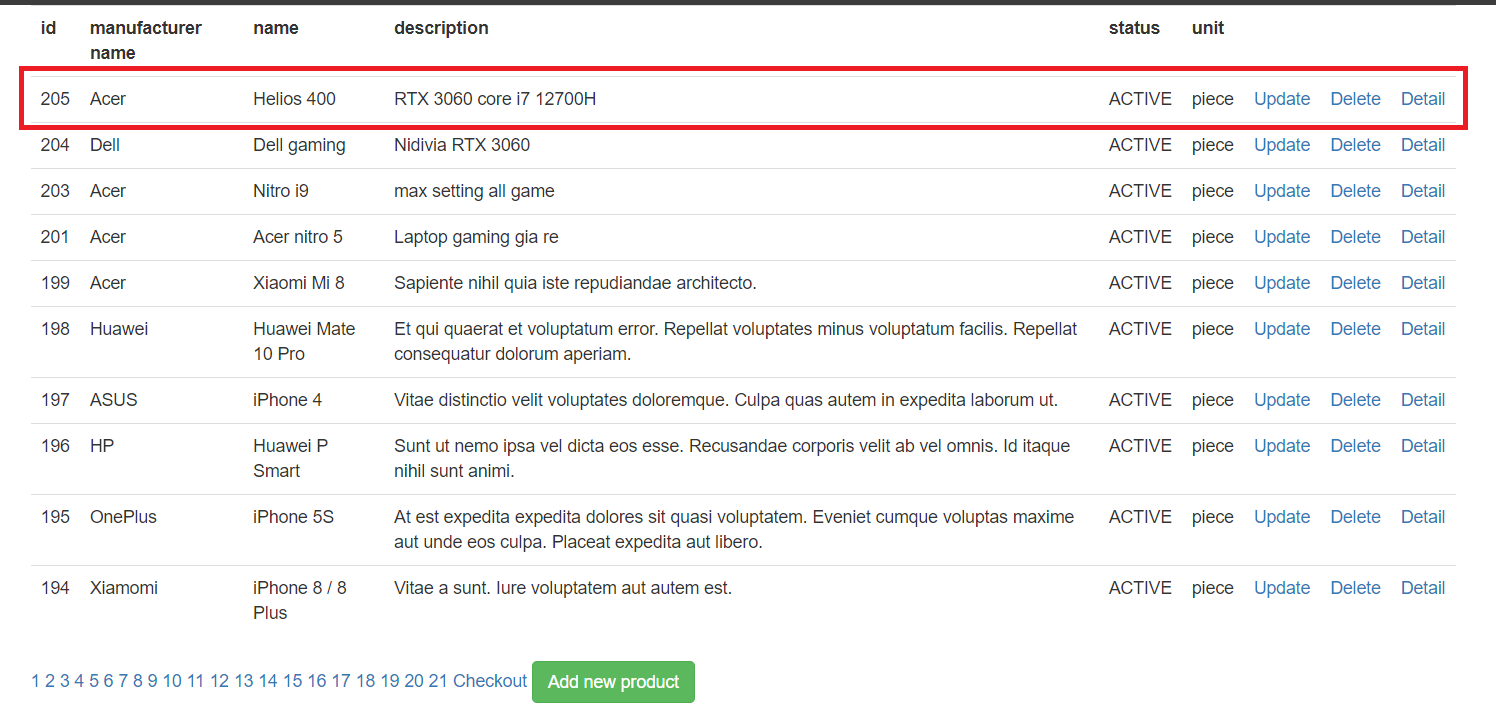 id manufacturer name description status unit
name
205 Acer Helios 400 RTX 3060 core i7 12700H ACTIVE piece Update Delete Detail
204 Dell Dell gaming Nidivia RTX 3060 ACTIVE piece Update Delete Detail
203 Acer Nitro i9 max setting all game ACTIVE piece Update Delete Detail
201 Acer Acer nitro 5 Laptop gaming gia re ACTIVE piece Update Delete Detail
199 Acer Xiaomi Mi 8 Sapiente nihil quia iste repudiandae architecto. ACTIVE piece Update Delete Detail
198 Huawei Huawei Mate Et qui quaerat et voluptatum error. Repellat voluptates minus voluptatum facilis. Repellat ACTIVE piece Update Delete Detail
10 Pro consequatur dolorum aperiam.
197 ASUS iPhone 4 Vitae distinctio velit voluptates doloremque. Culpa quas autem in expedita laborum ut. ACTIVE piece Update Delete Detail
196 HP Huawei P Sunt ut nemo ipsa vel dicta eos esse. Recusandae corporis velit ab vel omnis. Id itaque ACTIVE piece Update Delete Detail
Smart nihil sunt animi.
195 OnePlus iPhone 5S At est expedita expedita dolores sit quasi voluptatem. Eveniet cumque voluptas maxime ACTIVE piece Update Delete Detail
aut unde eos culpa. Placeat expedita aut libero.
194 Xiamomi iPhone 8 / 8 Vitae a sunt. Iure voluptatem aut autem est. ACTIVE piece Update Delete Detail
Plus
1 2 3 4 5 6 7 8 9 10 11 12 13 14 15 16 17 18 19 20 21 Checkout Add new product